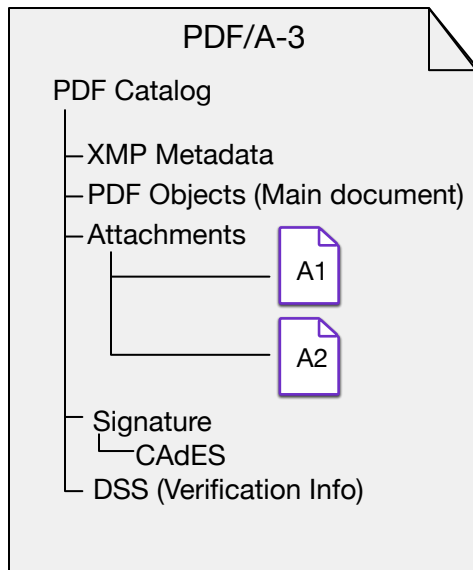 PDF/A-3
PDF Catalog
XMP Metadata
PDF Objects (Main document)
Attachments
A1
A2
Signature
CAdES
DSS (Verification Info)